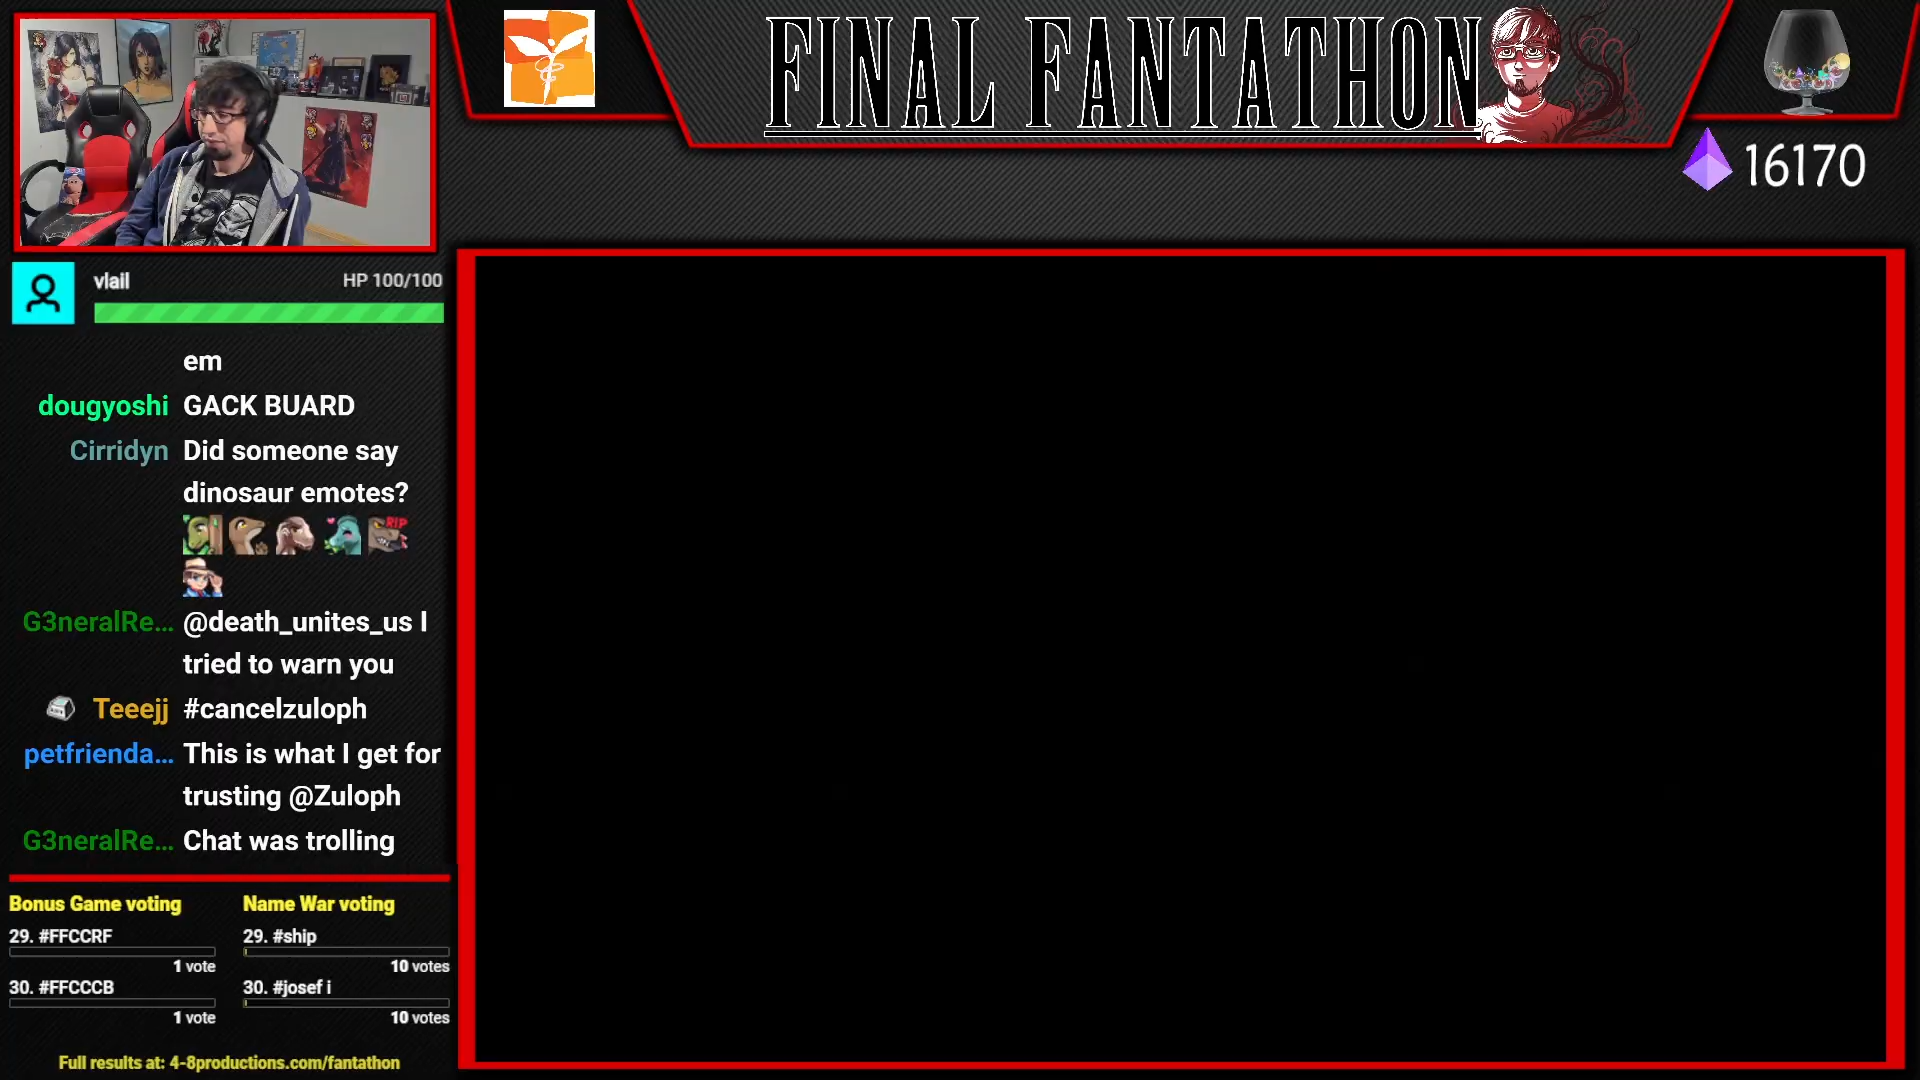 FINAL FANTATHON
16170
vlail HP 100/100
em
dougyoshi GACK BUARD
Cirridyn Did someone say
dinosaur emotes?
RIP
G3neralRe... @death_unites_us I
tried to warn you
Teeejj #cancelzuloph
petfrienda... This is what I get for
trusting @Zuloph
G3neralRe... Chat was trolling
Bonus Game voting
29. #FFCCRF
1 vote
30. #FFCCCB
1 vote
Name War voting
29. #ship
10 votes
30. #josef i
10 votes
Full results at: 4-8productions.com/fantathon